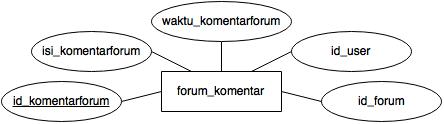 waktu_komentarforum
isi_komentarforum
id_user
id_komentarforum
forum_komentar
id_forum